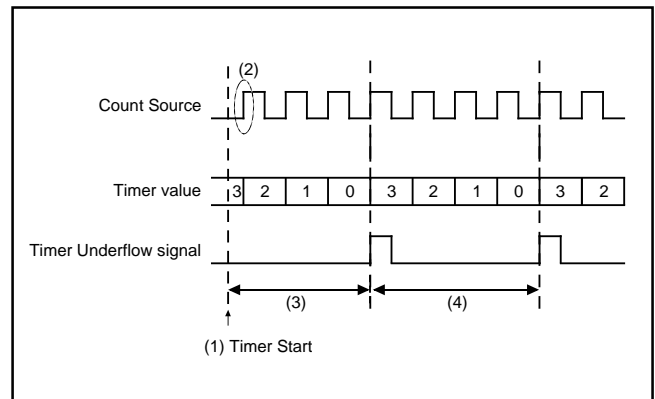 (2)
Count Source
Timer value 3 2 1 0 3 2 1 0 3 2
Timer Underflow signal
(3) (4)
(1) Timer Start